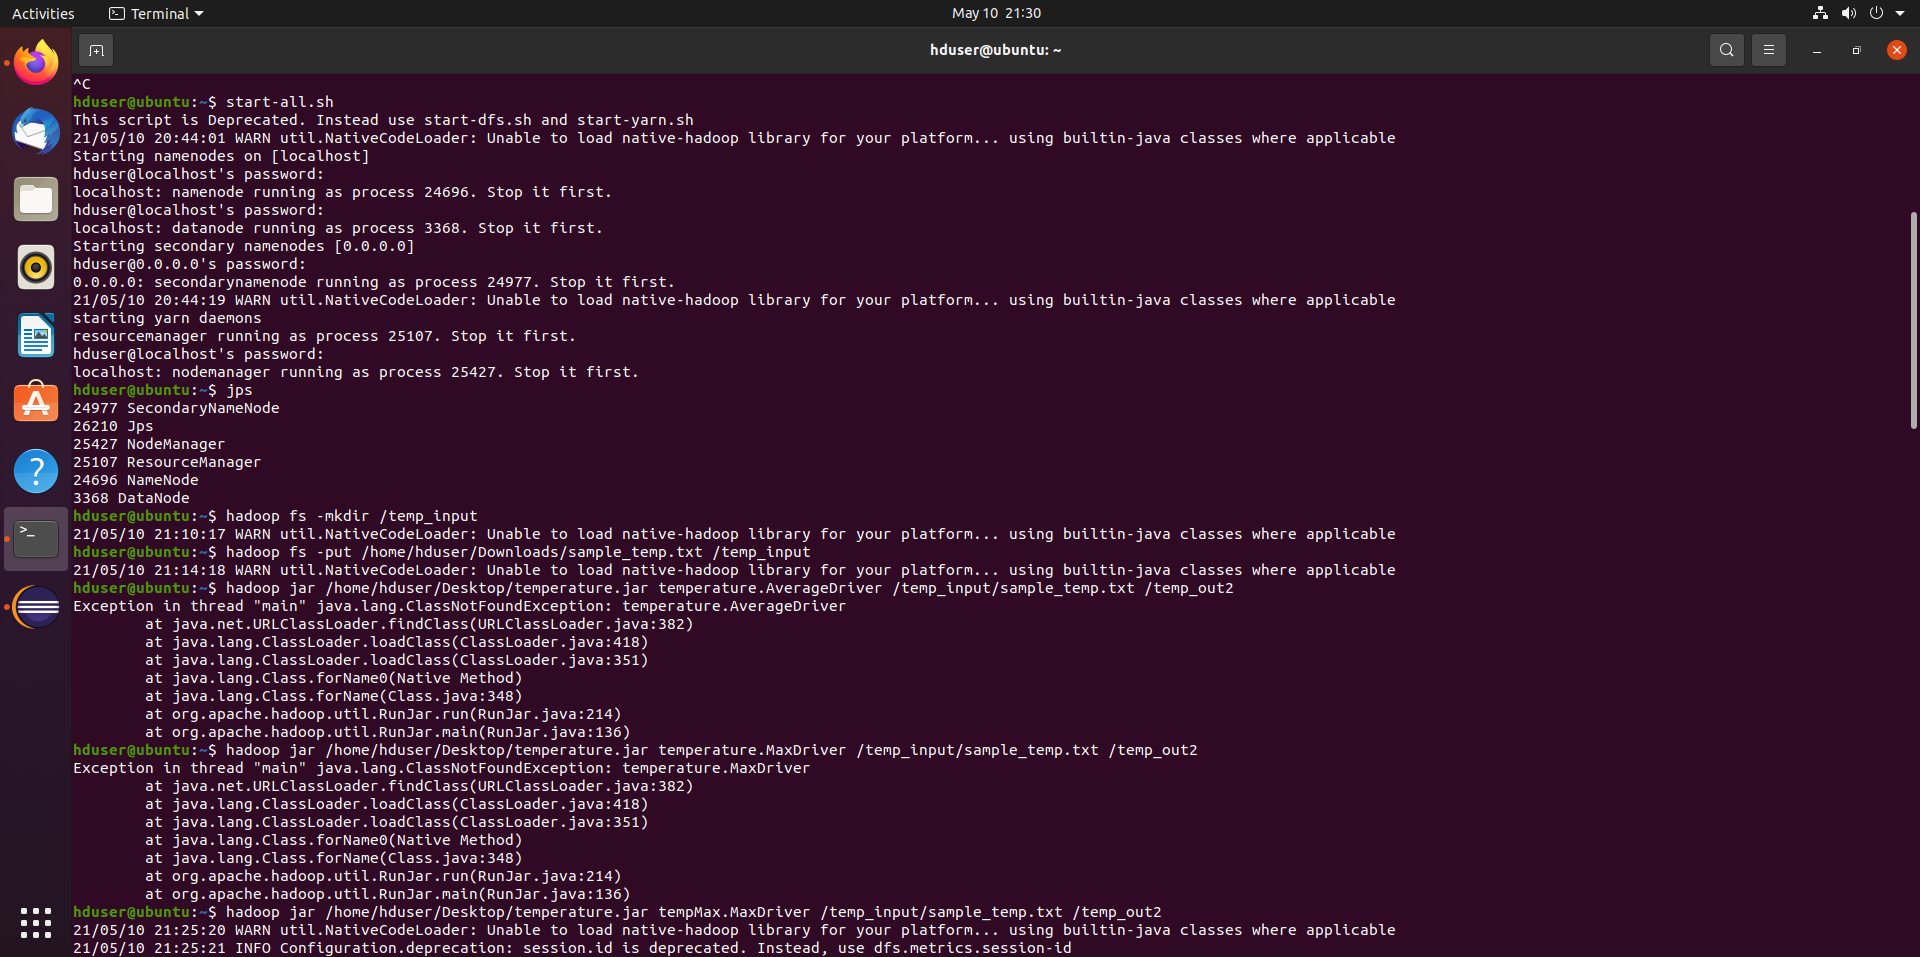 Activities
Terminal
May 10 21:30
hduser@ubuntu: ~
^C
hduser@ubuntu:~$ start-all.sh
This script is Deprecated. Instead use start-dfs.sh and start-yarn.sh
21/05/10 20:44:01 WARN util.NativeCodeLoader: Unable to load native-hadoop library for your platform... using builtin-java classes where applicable
Starting namenodes on [localhost]
hduser@localhost's password:
localhost: namenode running as process 24696. Stop it first.
hduser@localhost's password:
localhost: datanode running as process 3368. Stop it first.
Starting secondary namenodes [0.0.0.0]
hduser@0.0.0.0's password:
0.0.0.0: secondarynamenode running as process 24977. Stop it first.
21/05/10 20:44:19 WARN util.NativeCodeLoader: Unable to load native-hadoop library for your platform... using builtin-java classes where applicable
starting yarn daemons
resourcemanager running as process 25107. Stop it first.
hduser@localhost's password:
localhost: nodemanager running as process 25427. Stop it first.
hduser@ubuntu:~$ jps
24977 SecondaryNameNode
26210 Jps
25427 NodeManager
25107 ResourceManager
24696 NameNode
3368 DataNode
hduser@ubuntu:~$ hadoop fs -mkdir /temp_input
21/05/10 21:10:17 WARN util.NativeCodeLoader: Unable to load native-hadoop library for your platform... using builtin-java classes where applicable
hduser@ubuntu:~$ hadoop fs -put /home/hduser/Downloads/sample_temp.txt /temp_input
21/05/10 21:14:18 WARN util.NativeCodeLoader: Unable to load native-hadoop library for your platform... using builtin-java classes where applicable
hduser@ubuntu:~$ hadoop jar /home/hduser/Desktop/temperature.jar temperature.AverageDriver /temp_input/sample_temp.txt /temp_out2
Exception in thread "main" java.lang.ClassNotFoundException: temperature.AverageDriver
at java.net.URLClassLoader.findClass(URLClassLoader.java:382)
at java.lang.ClassLoader.loadClass(ClassLoader.java:418)
at java.lang.ClassLoader.loadClass(ClassLoader.java:351)
at java.lang.Class.forName0(Native Method)
at java.lang.Class.forName(Class.java:348)
at org.apache.hadoop.util.RunJar.run(RunJar.java:214)
at org.apache.hadoop.util.RunJar.main(RunJar.java:136)
hduser@ubuntu:~$ hadoop jar /home/hduser/Desktop/temperature.jar temperature.MaxDriver /temp_input/sample_temp.txt /temp_out2
Exception in thread "main" java.lang.ClassNotFoundException: temperature.MaxDriver
at java.net.URLClassLoader.findClass(URLClassLoader.java:382)
at java.lang.ClassLoader.loadClass(ClassLoader.java:418)
at java.lang.ClassLoader.loadClass(ClassLoader.java:351)
at java.lang.Class.forName0(Native Method)
at java.lang.Class.forName(Class.java:348)
at org.apache.hadoop.util.RunJar.run(RunJar.java:214)
at org.apache.hadoop.util.RunJar.main(RunJar.java:136)
hduser@ubuntu:~$ hadoop jar /home/hduser/Desktop/temperature.jar tempMax.MaxDriver /temp_input/sample_temp.txt /temp_out2
21/05/10 21:25:20 WARN util.NativeCodeLoader: Unable to load native-hadoop library for your platform... using builtin-java classes where applicable
21/05/10 21:25:21 INFO Configuration.deprecation: session.id is deprecated. Instead, use dfs.metrics.session-id